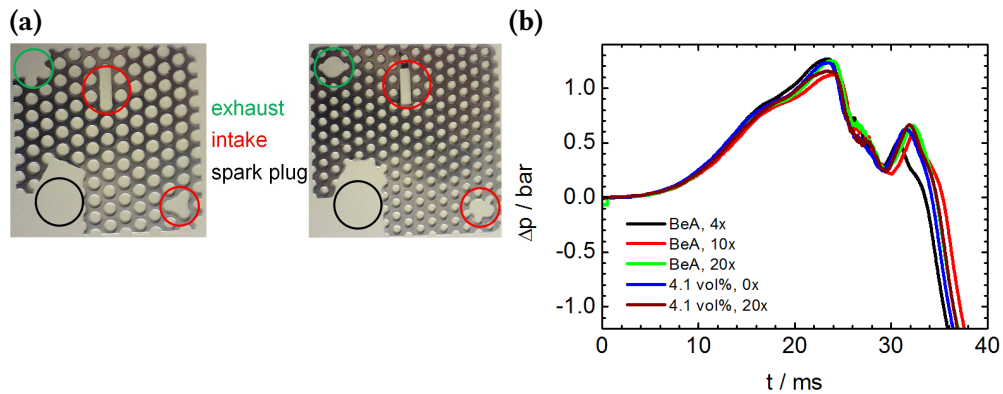 (a)
exhaust
intake
spark plug
(b)
Δp / bar
1.0
0.5
0.0
-0.5
-1.0
BeA, 4x
BeA, 10x
BeA, 20x
4.1 vol%, 0x
4.1 vol%, 20x
0
10
20
30
40
t / ms